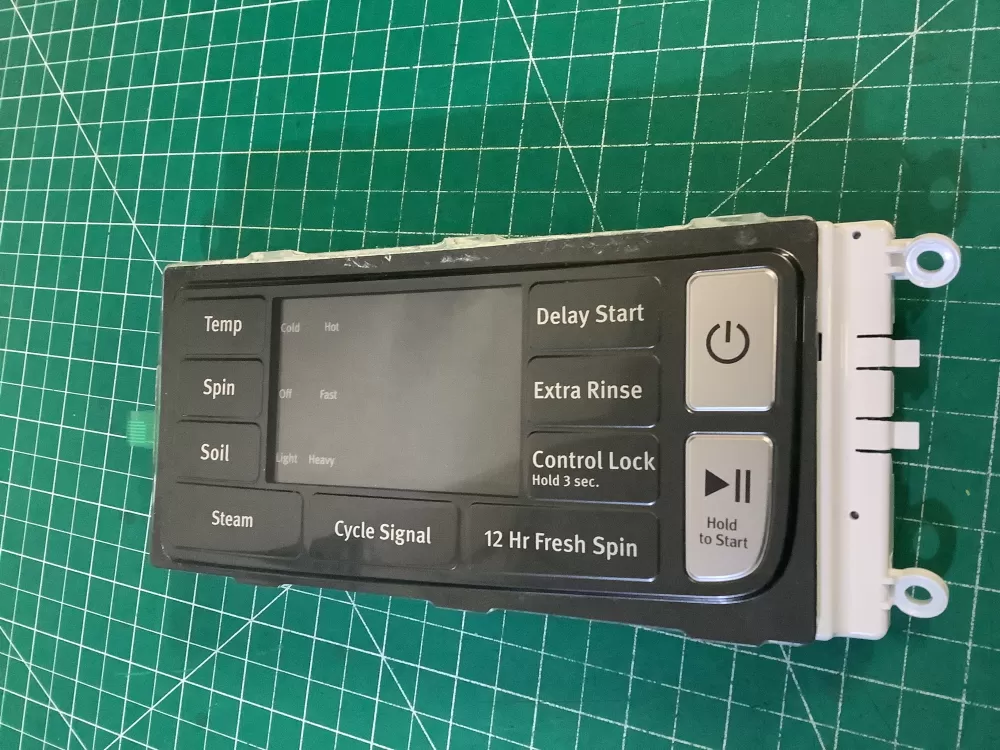 Temp
Cold Hot
Delay Start
Spin
Off Fast
Extra Rinse
Soil
Light Heavy
Control Lock
Hold 3 sec.
Steam
Cycle Signal
12 Hr Fresh Spin
Hold
to Start